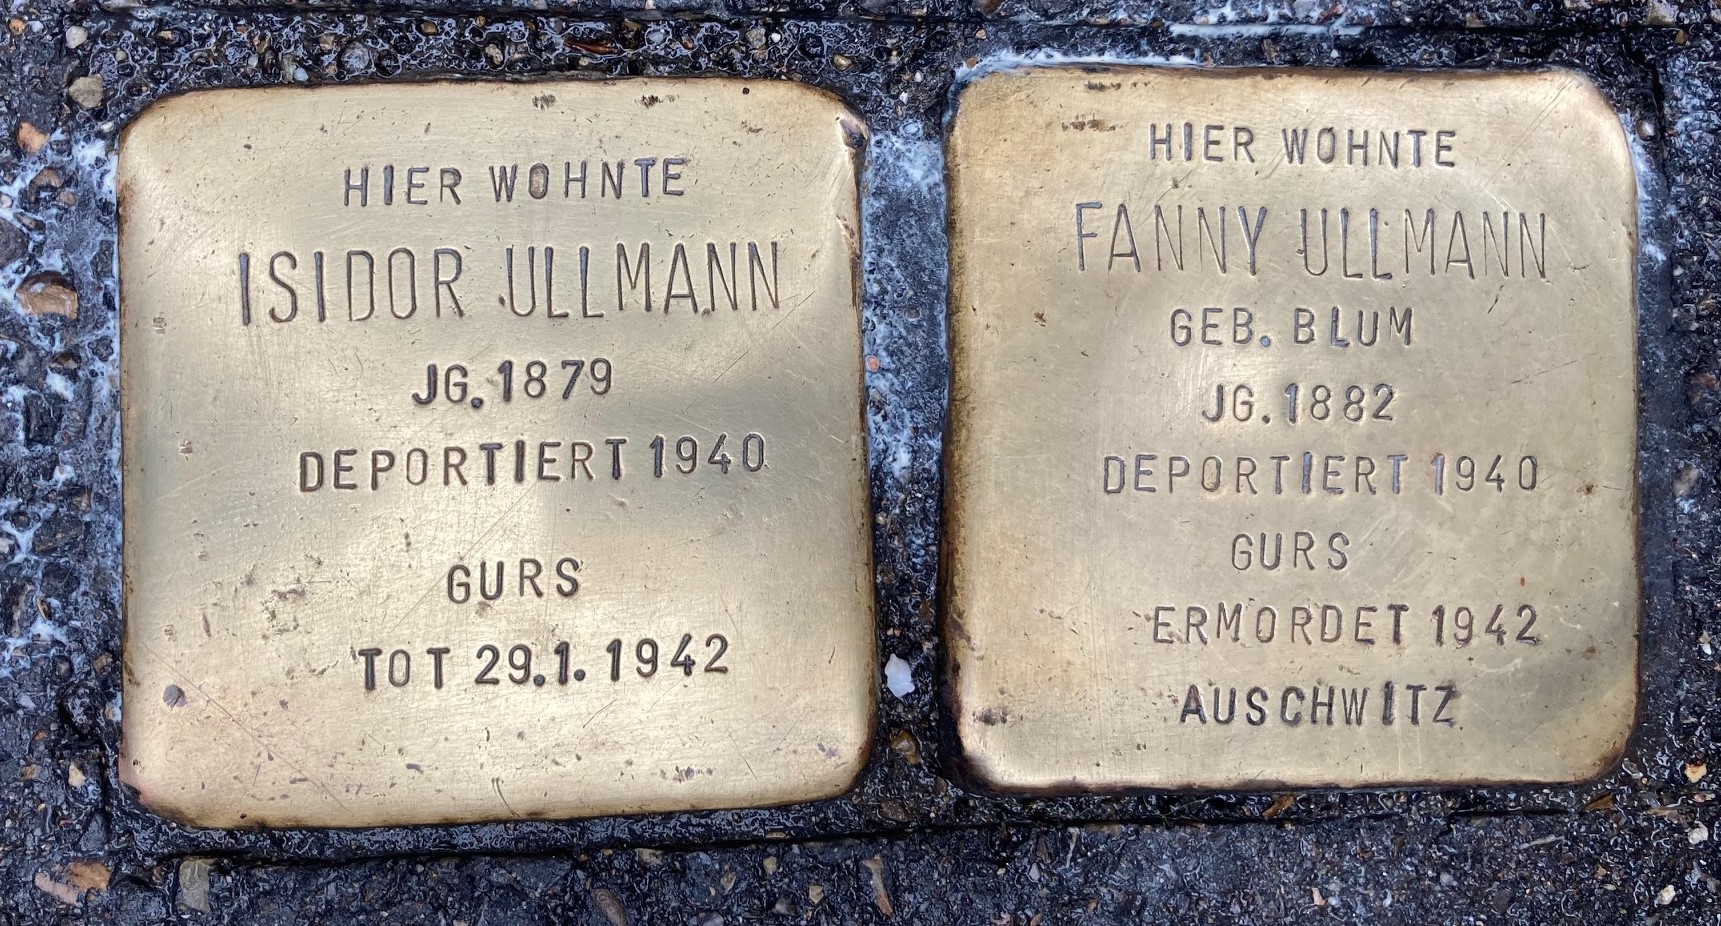 HIER WOHNTE
ISIDOR ULLMANN
JG. 1879
DEPORTIERT 1940
GURS
TOT 29.1.1942
HIER WOHNTE
FANNY ULLMANN
GEB. BLUM
JG. 1882
DEPORTIERT 1940
GURS
ERMORDET 1942
AUSCHWITZ